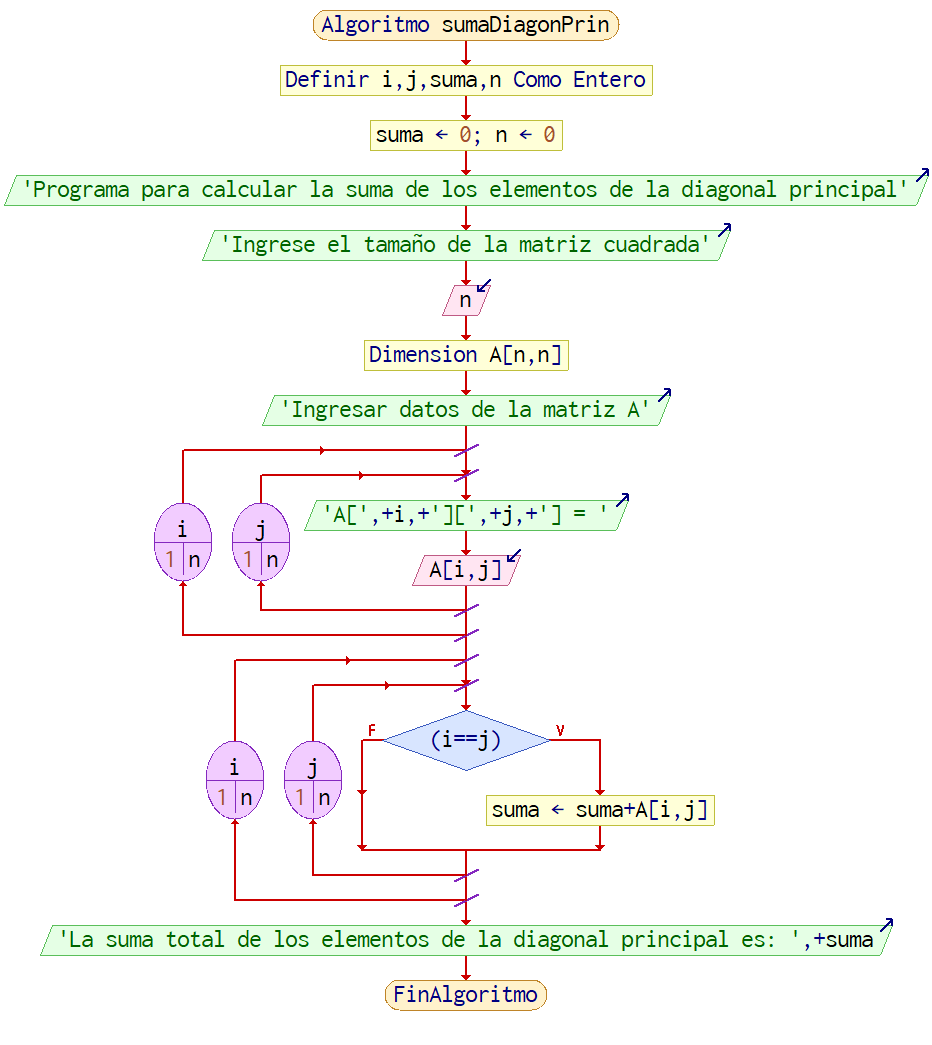 Algoritmo sumaDiagonPrin
Definir i,j,suma,n Como Entero
suma ← 0; n ← 0
'Programa para calcular la suma de los elementos de la diagonal principal'
'Ingrese el tamaño de la matriz cuadrada'
n
Dimension A[n,n]
'Ingresar datos de la matriz A'
i
1 n
j
1 n
'A[',+i,+'][',+j,+'] = '
A[i,j]
i
1 n
j
1 n
F
(i==j)
V
suma ← suma+A[i,j]
'La suma total de los elementos de la diagonal principal es: ',+suma
FinAlgoritmo